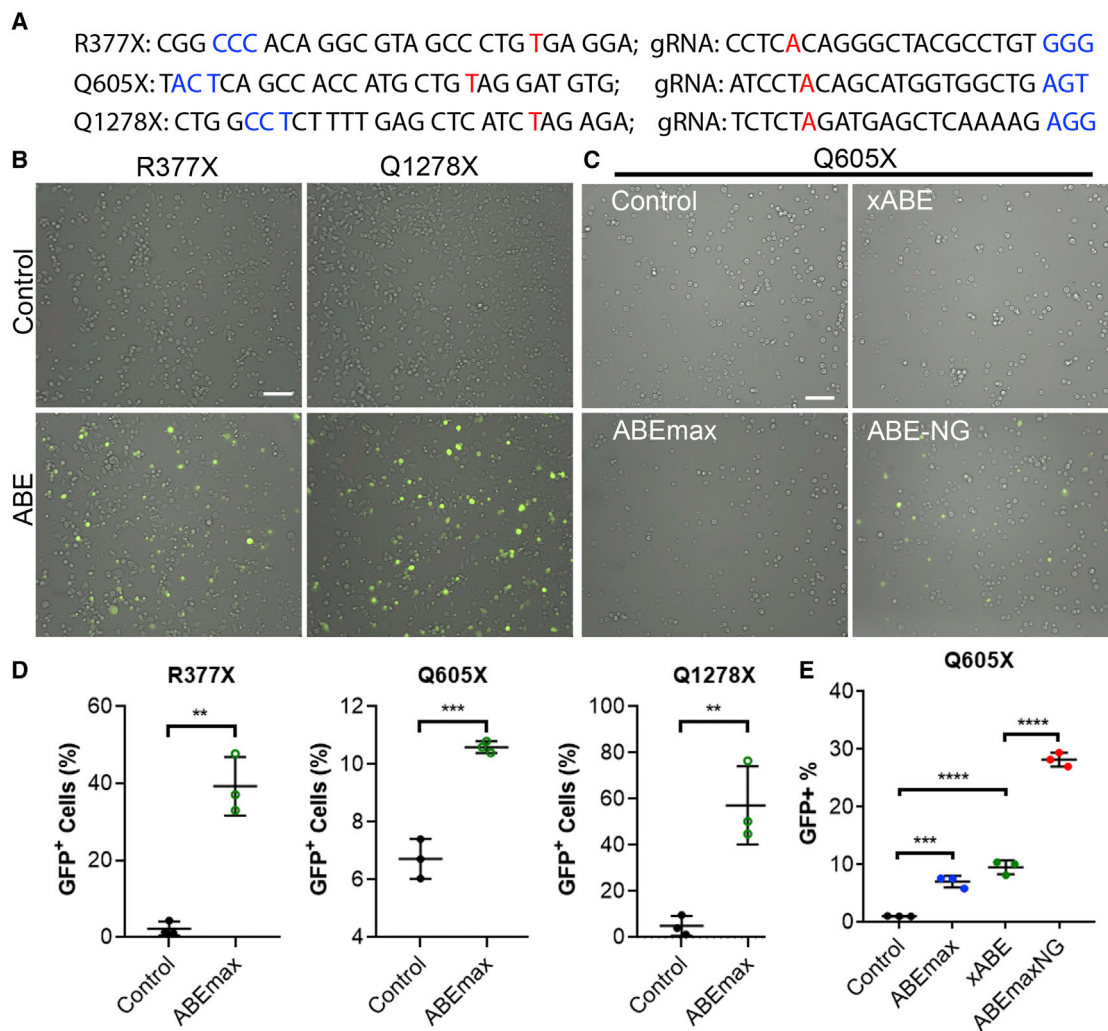 A
R377X: CGG CCC ACA GGC GTA GCC CTG TGA GGA; gRNA: CCTCACAGGGCTACGCCTGT GGG
Q605X: TACT CAG CCA CC ATG CTG TAG GAT GTG; gRNA: ATCCTACAGCATGGTGGCTG AGT
Q1278X: CTG GCC TCT TTT GAG CTC ATC TAG AGA; gRNA: TCTCTAGATGAGCTCAAAAG AGG
B
R377X Q1278X
Control
ABE
C
Q605X
Control xABE
ABEmax ABE-NG
D
R377X
GFP+ Cells (%)
60
40
20
0
**
Control ABEmax
Q605X
GFP+ Cells (%)
12
10
8
6
4
***
Control ABEmax
Q1278X
GFP+ Cells (%)
100
80
60
40
20
0
**
Control ABEmax
E
Q605X
GFP+ %
40
30
20
10
0
***
****
****
Control ABEmax xABE ABEmaxNG